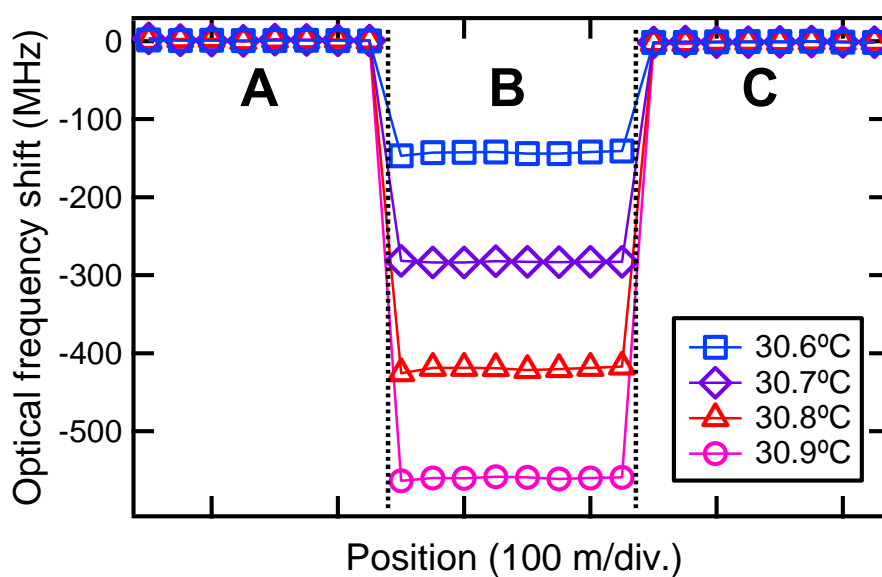 Optical frequency shift (MHz)
0
-100
-200
-300
-400
-500
A B C
30.6ºC
30.7ºC
30.8ºC
30.9ºC
Position (100 m/div.)